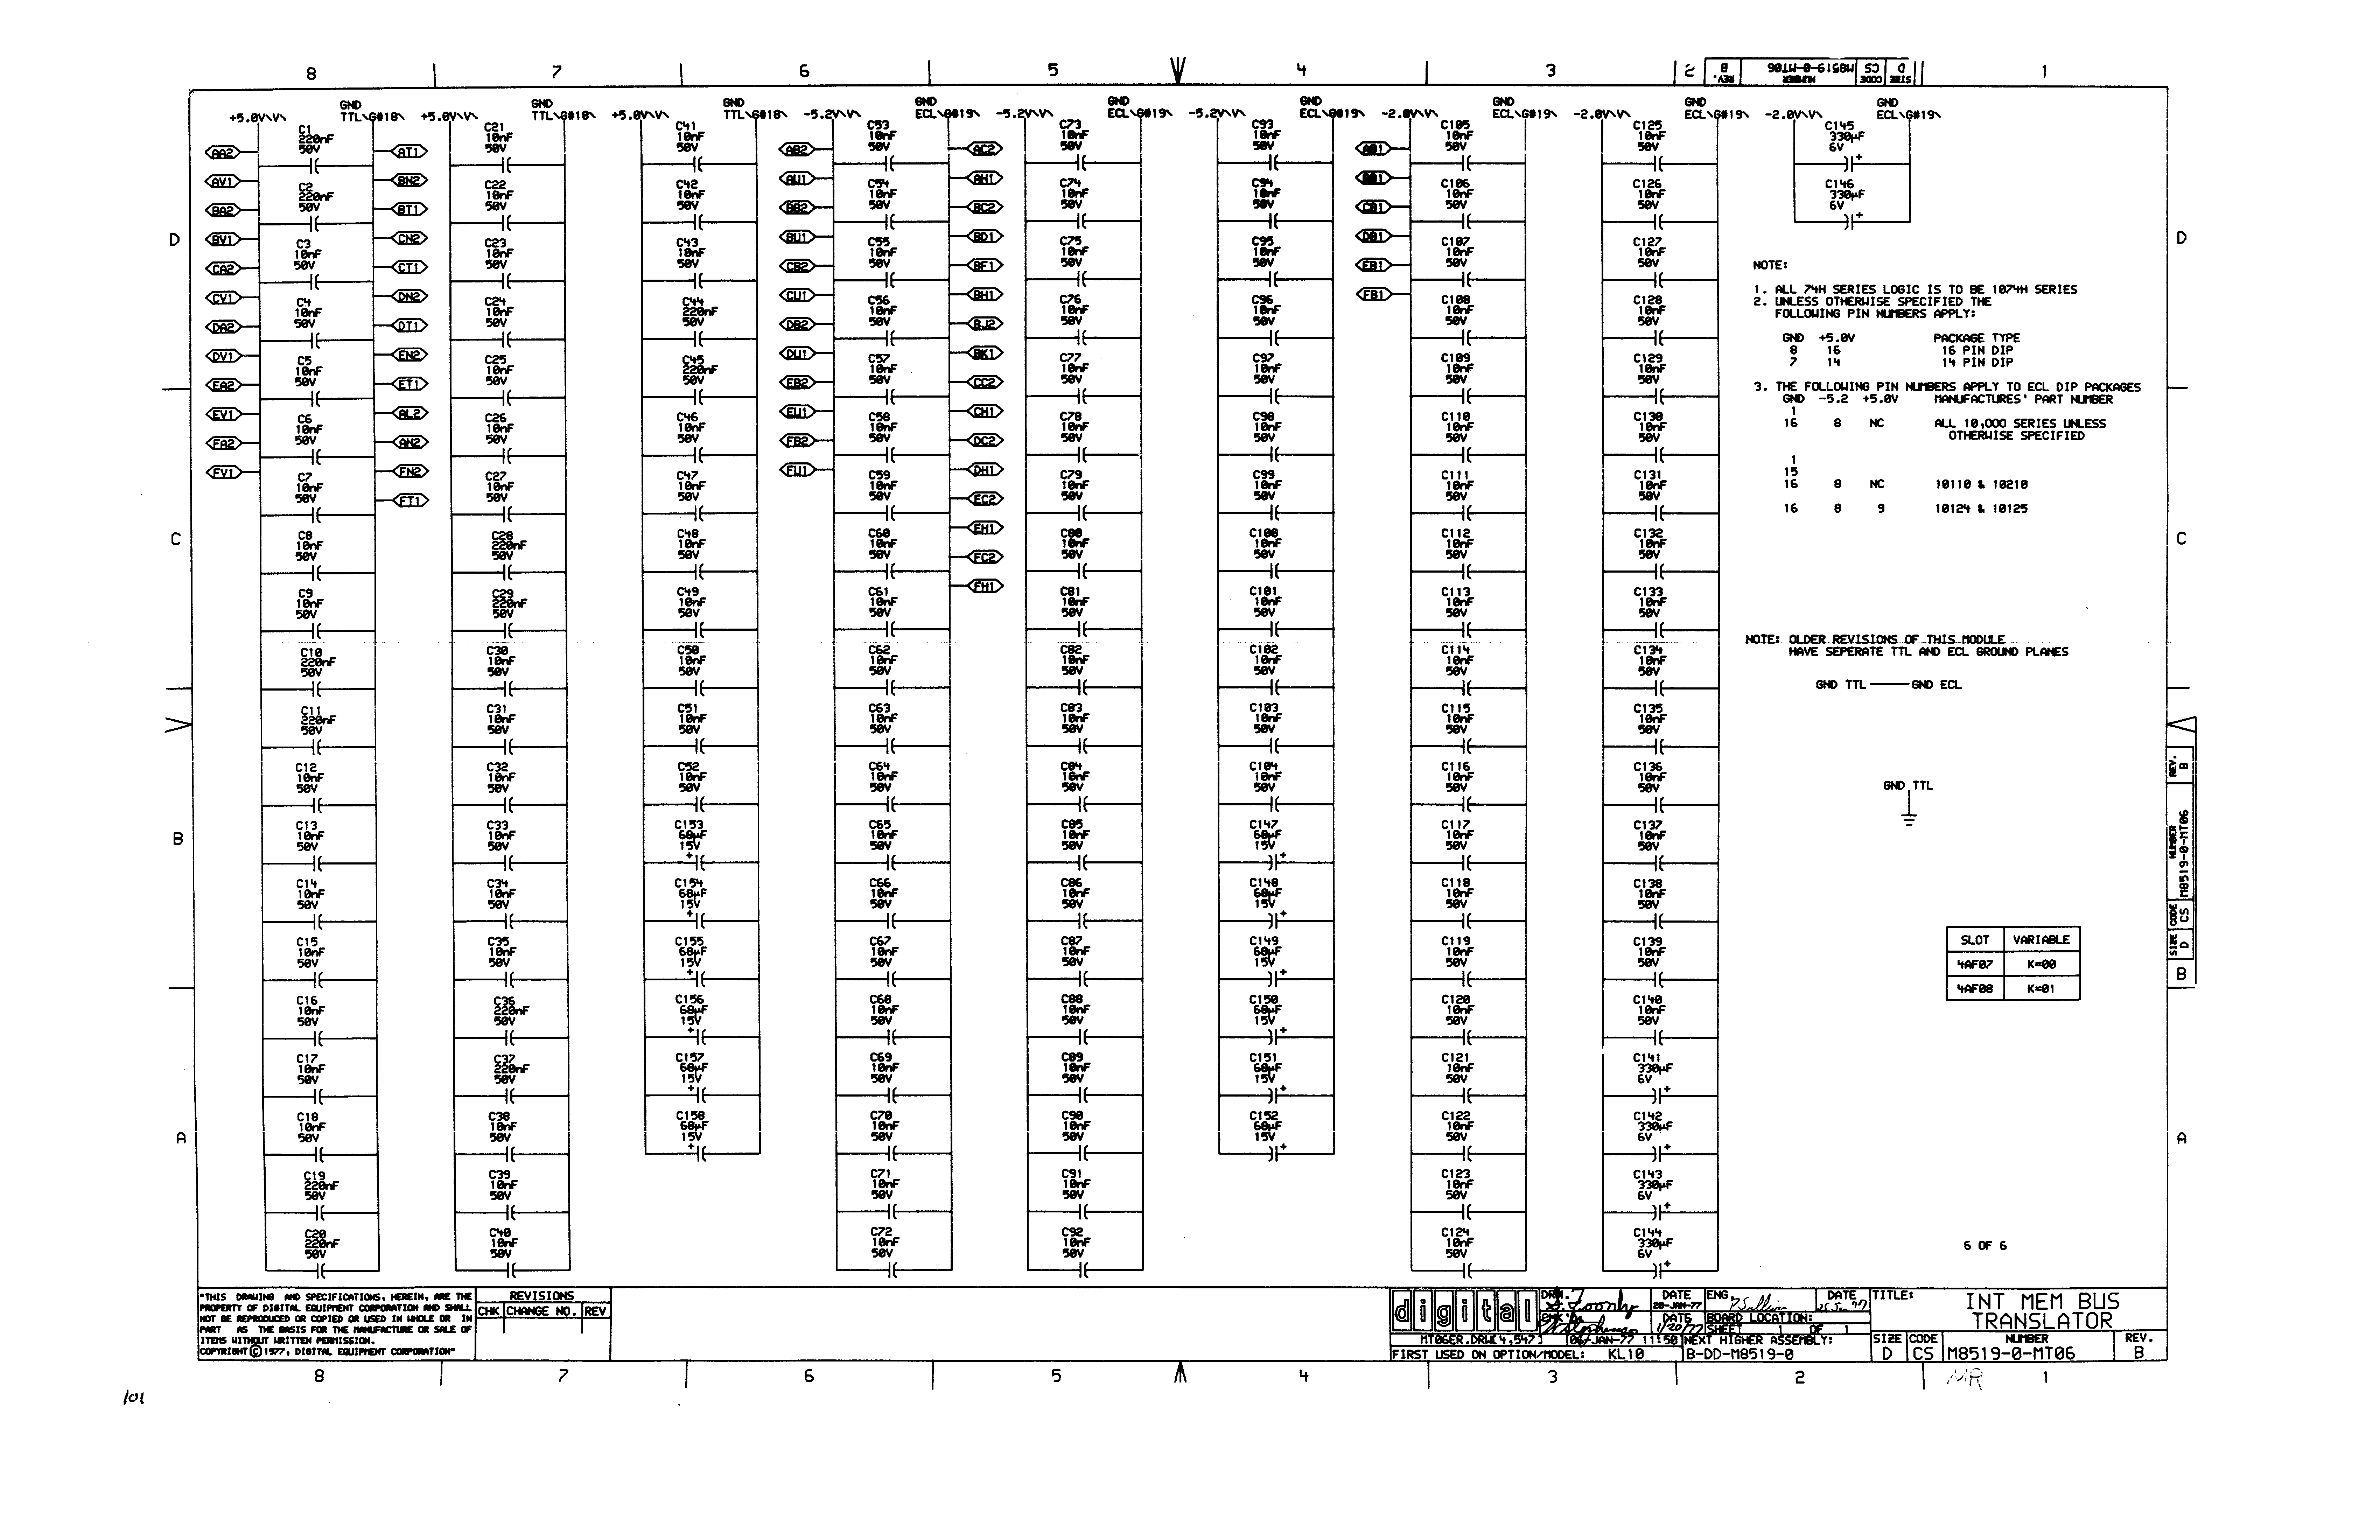 8 7 6 5 4 3 2 1
SIZE D CODE CS NUMBER M8519-0-MT06 REV. B
GND GND GND GND GND GND GND GND GND
+5.0V\V\ TTL\G#18\ +5.0V\V\ TTL\G#18\ +5.0V\V\ TTL\G#18\ -5.2V\V\ ECL\G#19\ -5.2V\V\ ECL\G#19\ -5.2V\V\ ECL\G#19\ -2.0V\V\ ECL\G#19\ -2.0V\V\ ECL\G#19\ -2.0V\V\ ECL\G#19\
AA2
AV1
BA2
BV1
CA2
CV1
DA2
DV1
EA2
EV1
FA2
FV1
C1 220nF 50V
C2 220nF 50V
C3 10nF 50V
C4 10nF 50V
C5 10nF 50V
C6 10nF 50V
C7 10nF 50V
C8 10nF 50V
C9 10nF 50V
C10 220nF 50V
C11 220nF 50V
C12 10nF 50V
C13 10nF 50V
C14 10nF 50V
C15 10nF 50V
C16 10nF 50V
C17 10nF 50V
C18 10nF 50V
C19 220nF 50V
C20 220nF 50V
AT1
BN2
BT1
CN2
CT1
DN2
DT1
EN2
ET1
AL2
AN2
FN2
FT1
C21 10nF 50V
C22 10nF 50V
C23 10nF 50V
C24 10nF 50V
C25 10nF 50V
C26 10nF 50V
C27 10nF 50V
C28 220nF 50V
C29 220nF 50V
C30 10nF 50V
C31 10nF 50V
C32 10nF 50V
C33 10nF 50V
C34 10nF 50V
C35 10nF 50V
C36 220nF 50V
C37 220nF 50V
C38 10nF 50V
C39 10nF 50V
C40 10nF 50V
C41 10nF 50V
C42 10nF 50V
C43 10nF 50V
C44 220nF 50V
C45 220nF 50V
C46 10nF 50V
C47 10nF 50V
C48 10nF 50V
C49 10nF 50V
C50 10nF 50V
C51 10nF 50V
C52 10nF 50V
C153 68µF 15V +
C154 68µF 15V +
C155 68µF 15V +
C156 68µF 15V +
C157 68µF 15V +
C158 68µF 15V +
AB2
AU1
BB2
BU1
CB2
CU1
DB2
DU1
EB2
EU1
FB2
FU1
C53 10nF 50V
C54 10nF 50V
C55 10nF 50V
C56 10nF 50V
C57 10nF 50V
C58 10nF 50V
C59 10nF 50V
C60 10nF 50V
C61 10nF 50V
C62 10nF 50V
C63 10nF 50V
C64 10nF 50V
C65 10nF 50V
C66 10nF 50V
C67 10nF 50V
C68 10nF 50V
C69 10nF 50V
C70 10nF 50V
C71 10nF 50V
C72 10nF 50V
AC2
AH1
BC2
BD1
BF1
BH1
BJ2
BK1
CC2
CH1
DC2
DH1
EC2
EH1
FC2
FH1
C73 10nF 50V
C74 10nF 50V
C75 10nF 50V
C76 10nF 50V
C77 10nF 50V
C78 10nF 50V
C79 10nF 50V
C80 10nF 50V
C81 10nF 50V
C82 10nF 50V
C83 10nF 50V
C84 10nF 50V
C85 10nF 50V
C86 10nF 50V
C87 10nF 50V
C88 10nF 50V
C89 10nF 50V
C90 10nF 50V
C91 10nF 50V
C92 10nF 50V
C93 10nF 50V
C94 10nF 50V
C95 10nF 50V
C96 10nF 50V
C97 10nF 50V
C98 10nF 50V
C99 10nF 50V
C100 10nF 50V
C101 10nF 50V
C102 10nF 50V
C103 10nF 50V
C104 10nF 50V
C147 68µF 15V +
C148 68µF 15V +
C149 68µF 15V +
C150 68µF 15V +
C151 68µF 15V +
C152 68µF 15V +
AB1
BB1
CB1
DB1
EB1
FB1
C105 10nF 50V
C106 10nF 50V
C107 10nF 50V
C108 10nF 50V
C109 10nF 50V
C110 10nF 50V
C111 10nF 50V
C112 10nF 50V
C113 10nF 50V
C114 10nF 50V
C115 10nF 50V
C116 10nF 50V
C117 10nF 50V
C118 10nF 50V
C119 10nF 50V
C120 10nF 50V
C121 10nF 50V
C122 10nF 50V
C123 10nF 50V
C124 10nF 50V
C125 10nF 50V
C126 10nF 50V
C127 10nF 50V
C128 10nF 50V
C129 10nF 50V
C130 10nF 50V
C131 10nF 50V
C132 10nF 50V
C133 10nF 50V
C134 10nF 50V
C135 10nF 50V
C136 10nF 50V
C137 10nF 50V
C138 10nF 50V
C139 10nF 50V
C140 10nF 50V
C141 330µF 6V +
C142 330µF 6V +
C143 330µF 6V +
C144 330µF 6V +
C145 330µF 6V +
C146 330µF 6V +
NOTE:
1. ALL 74H SERIES LOGIC IS TO BE 1074H SERIES
2. UNLESS OTHERWISE SPECIFIED THE
FOLLOWING PIN NUMBERS APPLY:
GND +5.0V PACKAGE TYPE
8 16 16 PIN DIP
7 14 14 PIN DIP
3. THE FOLLOWING PIN NUMBERS APPLY TO ECL DIP PACKAGES
GND -5.2 +5.0V MANUFACTURES' PART NUMBER
1
16 8 NC ALL 10,000 SERIES UNLESS
OTHERWISE SPECIFIED
1
15
16 8 NC 10110 & 10210
16 8 9 10124 & 10125
NOTE: OLDER REVISIONS OF THIS MODULE
HAVE SEPERATE TTL AND ECL GROUND PLANES
GND TTL GND ECL
GND TTL
SLOT VARIABLE
4AF07 K=00
4AF08 K=01
6 OF 6
D D
C C
B B
A A
SIZE D CODE CS NUMBER M8519-0-MT06 REV. B
"THIS DRAWING AND SPECIFICATIONS, HEREIN, ARE THE
PROPERTY OF DIGITAL EQUIPMENT CORPORATION AND SHALL
NOT BE REPRODUCED OR COPIED OR USED IN WHOLE OR IN
PART AS THE BASIS FOR THE MANUFACTURE OR SALE OF
ITEMS WITHOUT WRITTEN PERMISSION.
COPYRIGHT © 1977, DIGITAL EQUIPMENT CORPORATION"
REVISIONS
CHK CHANGE NO. REV
digital
DRN.
DATE 20-JAN-77
ENG.
DATE
DATE 1/20/77
BOARD LOCATION:
SHEET 1 OF 1
MT06ER.DRW[4,547] 06-JAN-77 11:50
NEXT HIGHER ASSEMBLY:
FIRST USED ON OPTION/MODEL: KL10
B-DD-M8519-0
TITLE: INT MEM BUS
TRANSLATOR
SIZE CODE NUMBER REV.
D CS M8519-0-MT06 B
8 7 6 5 4 3 2 1
MR
101